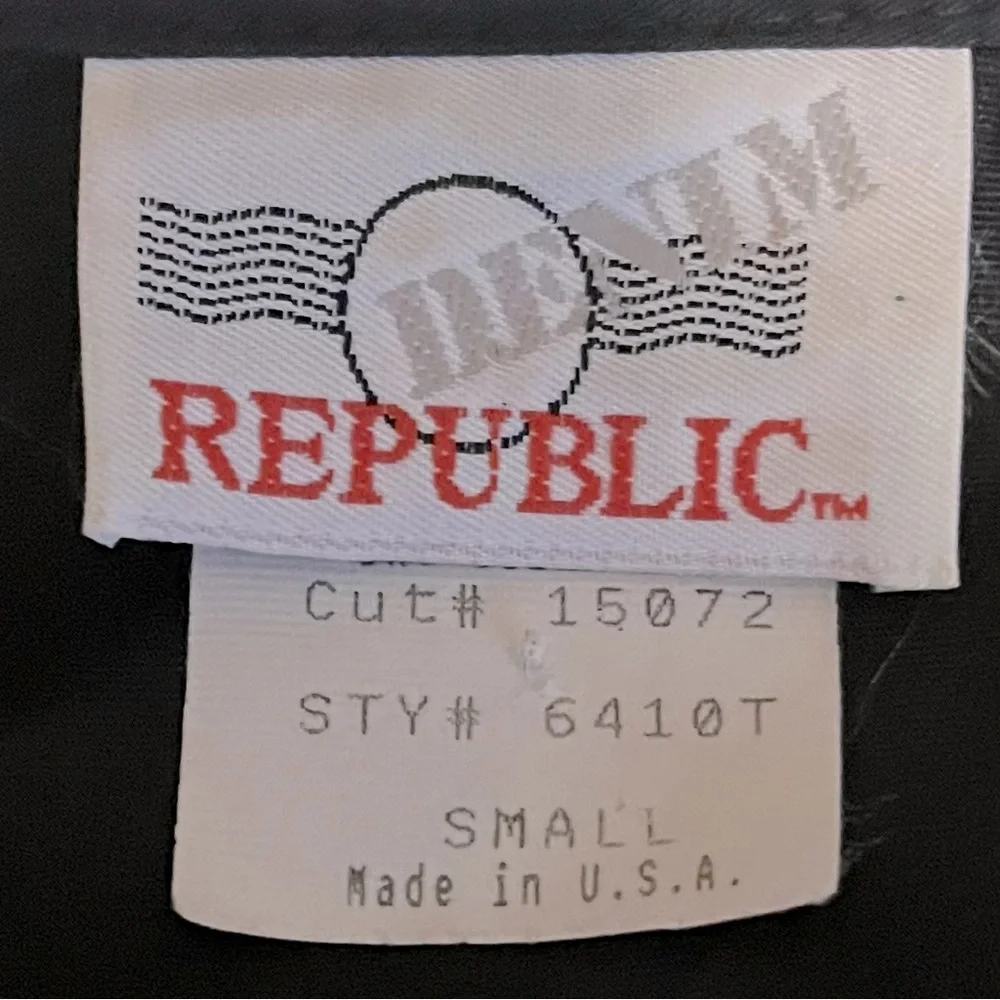 DENIM
REPUBLIC™
Cut# 15072
STY# 6410T
SMALL
Made in U.S.A.